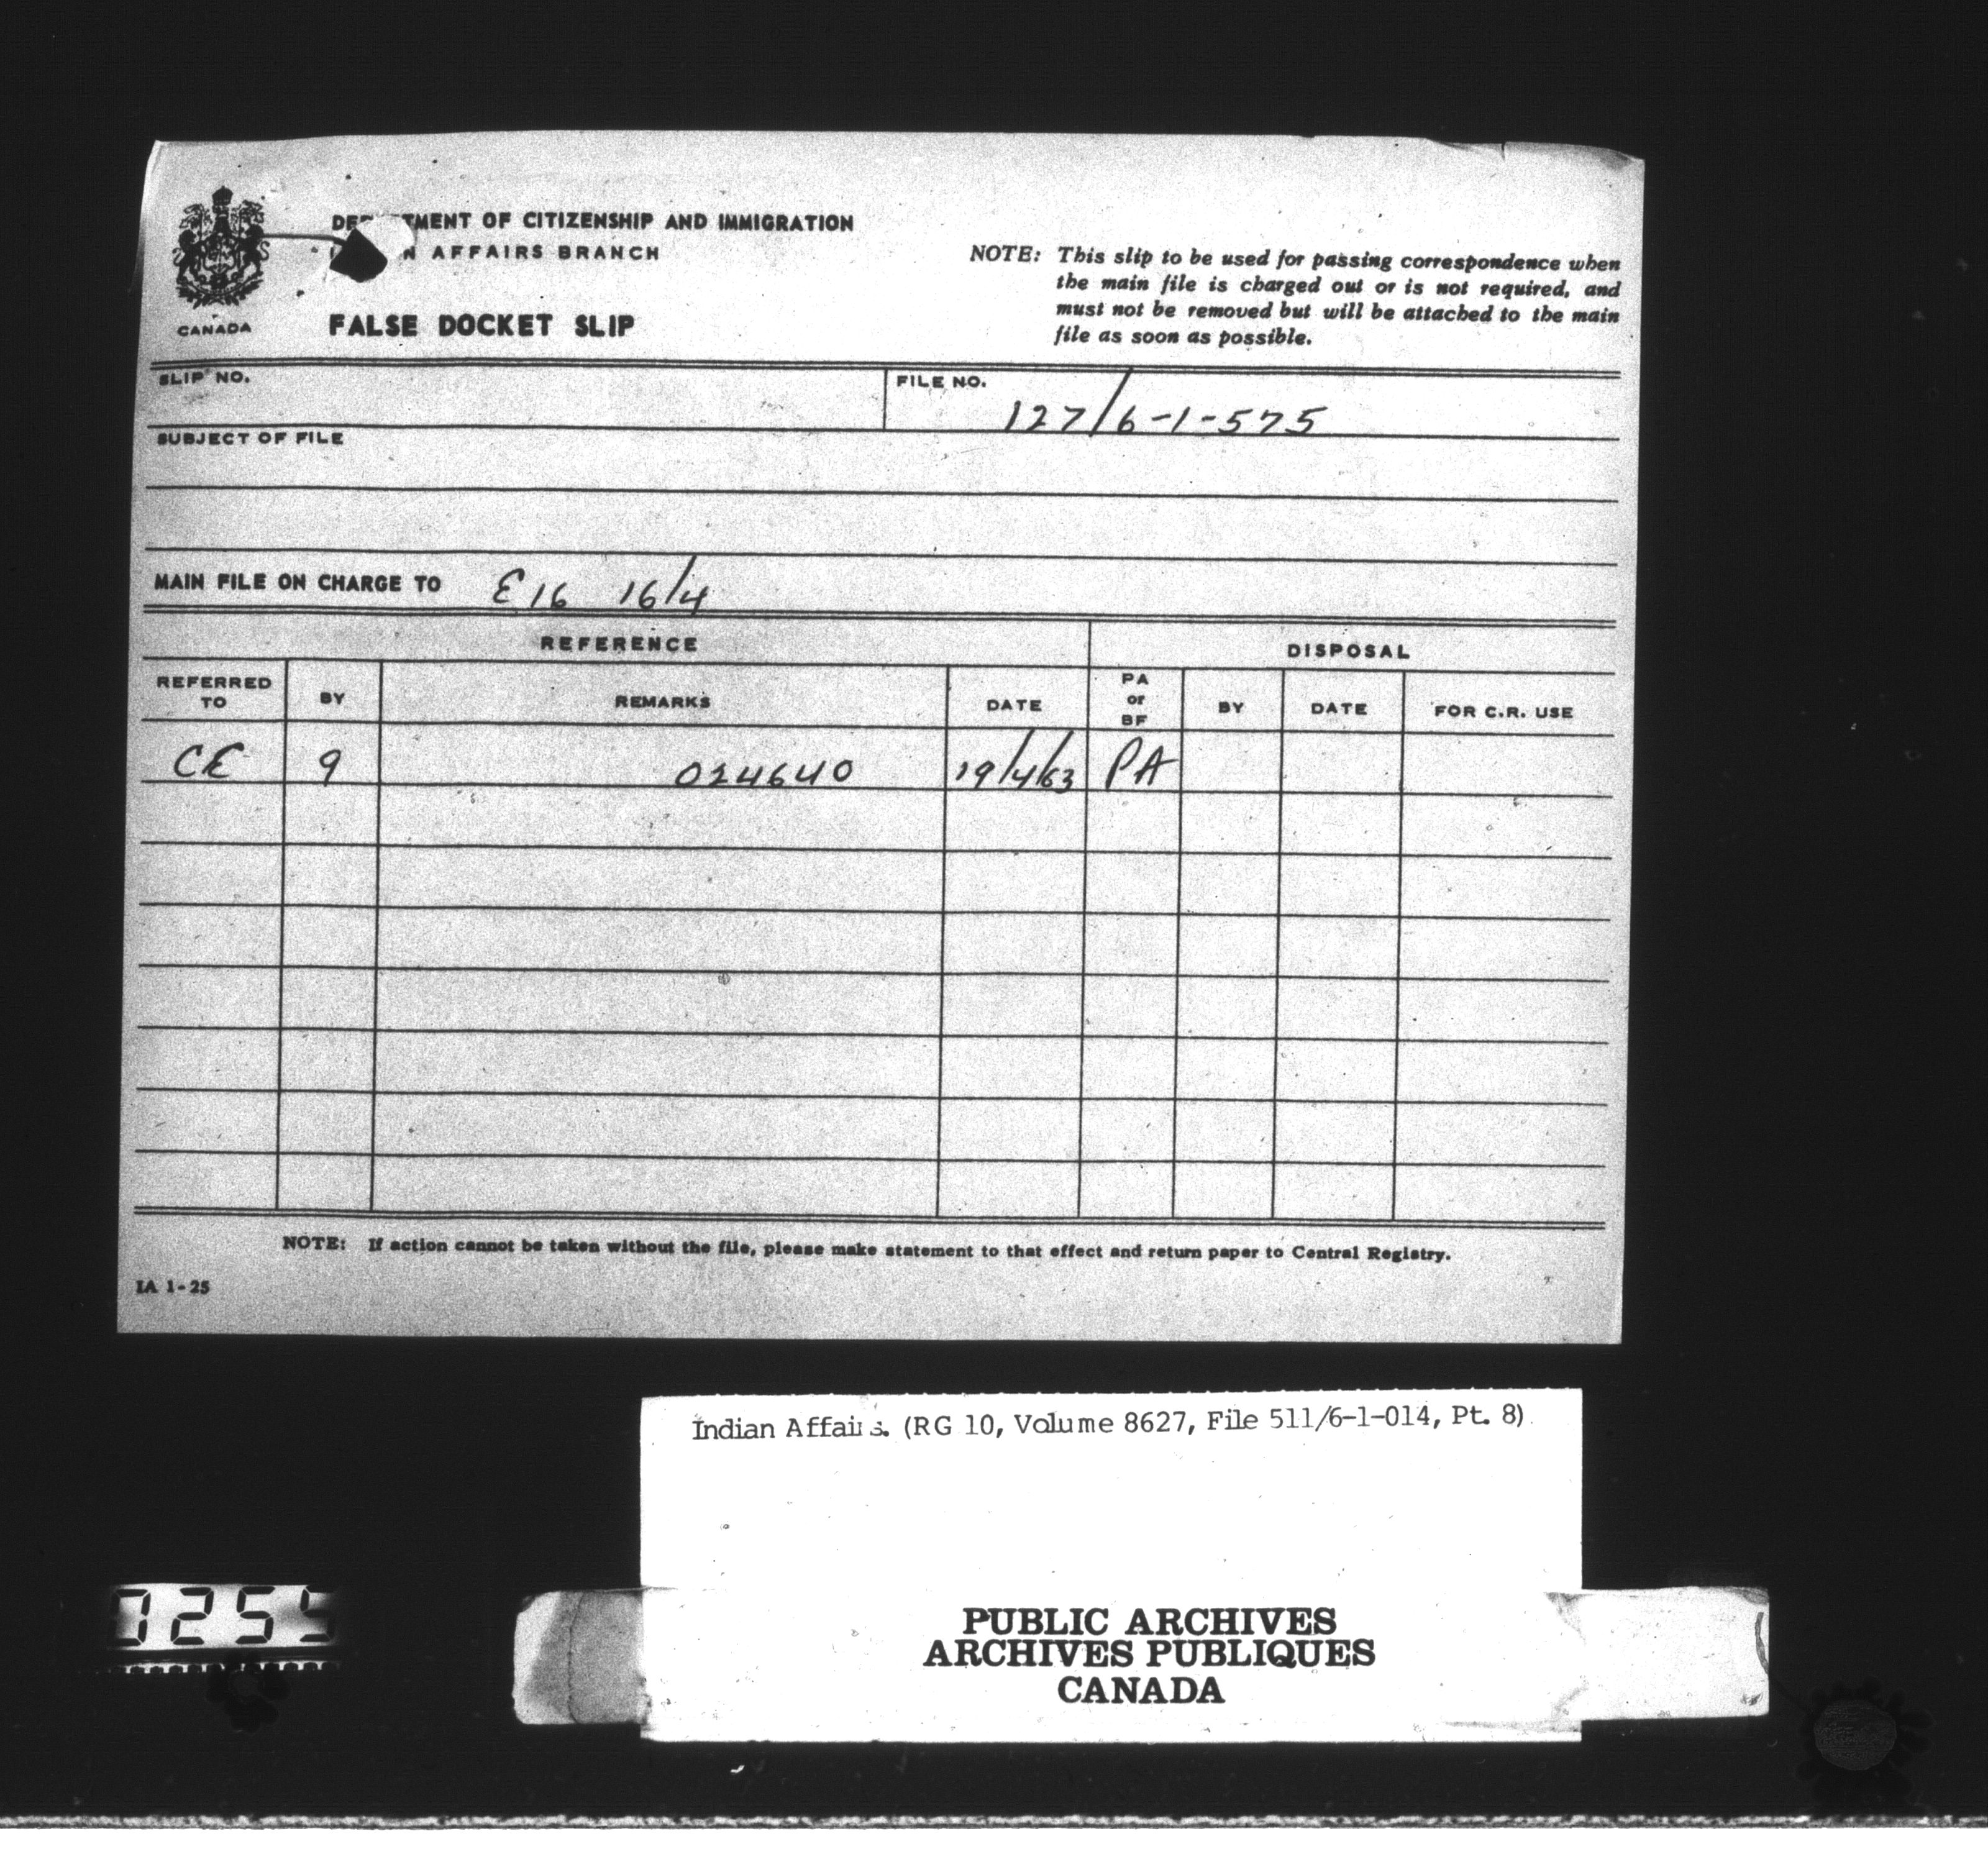 DEPARTMENT OF CITIZENSHIP AND IMMIGRATION
N AFFAIRS BRANCH
CANADA
FALSE DOCKET SLIP
NOTE: This slip to be used for passing correspondence when
the main file is charged out or is not required, and
must not be removed but will be attached to the main
file as soon as possible.
SLIP NO.
FILE NO.
127/6-1-575
SUBJECT OF FILE
MAIN FILE ON CHARGE TO E16 16/4
REFERENCE
DISPOSAL
REFERRED TO BY REMARKS DATE PA or BF BY DATE FOR C.R. USE
CE 9 024640 19/4/63 PA
NOTE: If action cannot be taken without the file, please make statement to that effect and return paper to Central Registry.
IA 1-25
Indian Affairs. (RG 10, Volume 8627, File 511/6-1-014, Pt. 8)
PUBLIC ARCHIVES
ARCHIVES PUBLIQUES
CANADA